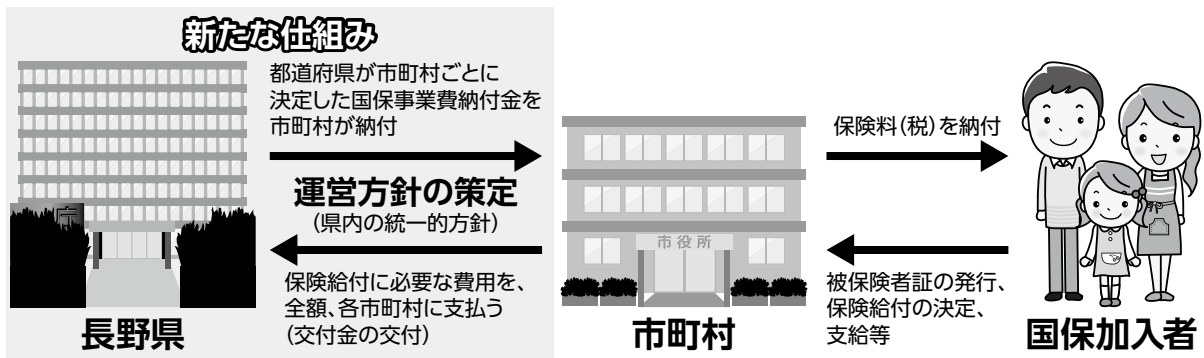 新たな仕組み
都道府県が市町村ごとに
決定した国保事業費納付金を
市町村が納付
運営方針の策定
(県内の統一的方針)
保険給付に必要な費用を、
全額、各市町村に支払う
(交付金の交付)
庁
長野県
市役所
市町村
保険料(税)を納付
被保険者証の発行、
保険給付の決定、
支給等
国保加入者